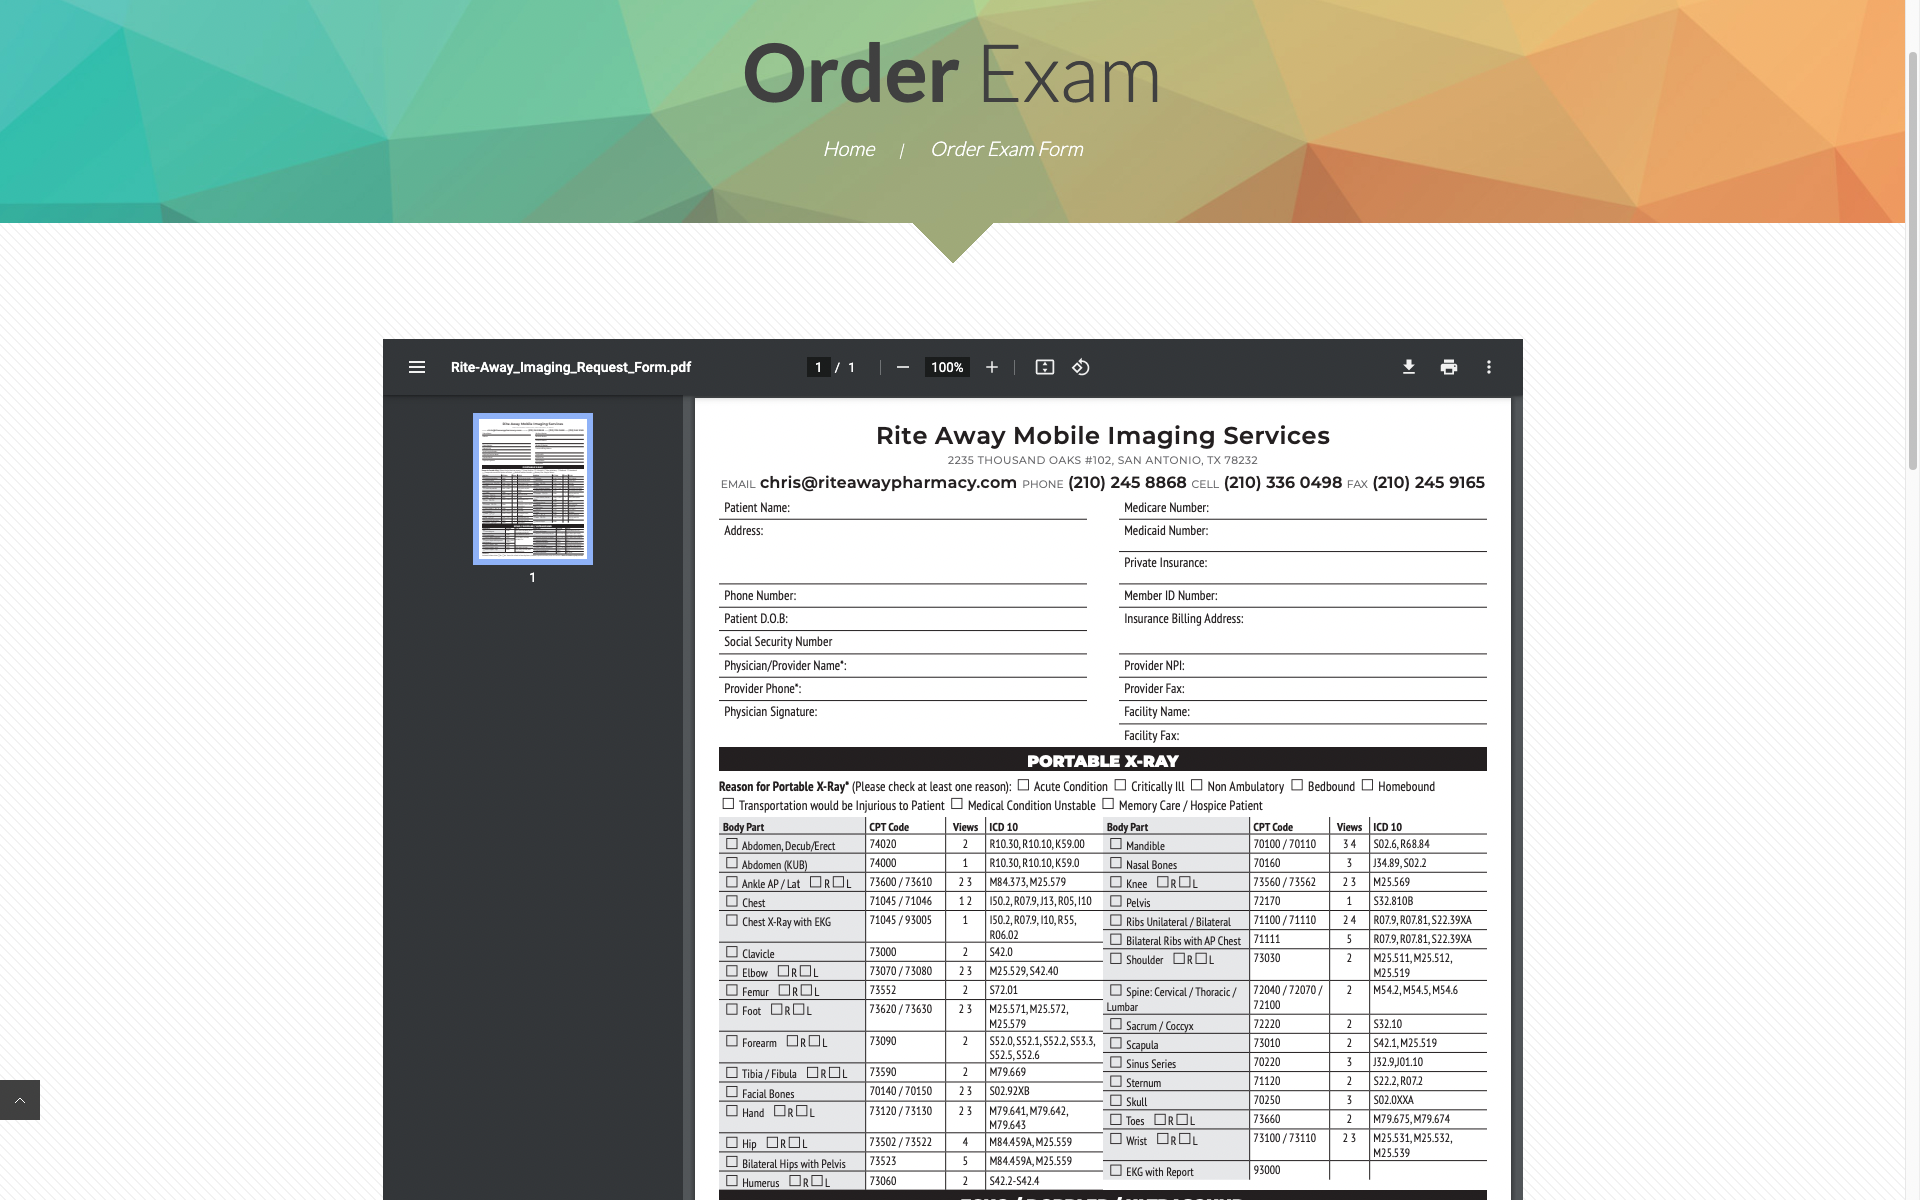 Order Exam
Home | Order Exam Form
Rite-Away_Imaging_Request_Form.pdf 1 / 1 100%
1
Rite Away Mobile Imaging Services
2235 THOUSAND OAKS #102, SAN ANTONIO, TX 78232
EMAIL chris@riteawaypharmacy.com PHONE (210) 245 8868 CELL (210) 336 0498 FAX (210) 245 9165
Patient Name: Medicare Number:
Address: Medicaid Number:
Private Insurance:
Phone Number: Member ID Number:
Patient D.O.B: Insurance Billing Address:
Social Security Number
Physician/Provider Name*: Provider NPI:
Provider Phone*: Provider Fax:
Physician Signature: Facility Name:
Facility Fax:
PORTABLE X-RAY
Reason for Portable X-Ray* (Please check at least one reason): Acute Condition Critically Ill Non Ambulatory Bedbound Homebound
Transportation would be Injurious to Patient Medical Condition Unstable Memory Care / Hospice Patient
Body Part CPT Code Views ICD 10
Abdomen, Decub/Erect 74020 2 R10.30, R10.10, K59.00
Abdomen (KUB) 74000 1 R10.30, R10.10, K59.0
Ankle AP / Lat R L 73600 / 73610 2 3 M84.373, M25.579
Chest 71045 / 71046 1 2 I50.2, R07.9, J13, R05, I10
Chest X-Ray with EKG 71045 / 93005 1 I50.2, R07.9, I10, R55,
R06.02
Clavicle 73000 2 S42.0
Elbow R L 73070 / 73080 2 3 M25.529, S42.40
Femur R L 73552 2 S72.01
Foot R L 73620 / 73630 2 3 M25.571, M25.572,
M25.579
Forearm R L 73090 2 S52.0, S52.1, S52.2, S53.3,
S52.5, S52.6
Tibia / Fibula R L 73590 2 M79.669
Facial Bones 70140 / 70150 2 3 S02.92XB
Hand R L 73120 / 73130 2 3 M79.641, M79.642,
M79.643
Hip R L 73502 / 73522 4 M84.459A, M25.559
Bilateral Hips with Pelvis 73523 5 M84.459A, M25.559
Humerus R L 73060 2 S42.2-S42.4
Body Part CPT Code Views ICD 10
Mandible 70100 / 70110 3 4 S02.6, R68.84
Nasal Bones 70160 3 J34.89, S02.2
Knee R L 73560 / 73562 2 3 M25.569
Pelvis 72170 1 S32.810B
Ribs Unilateral / Bilateral 71100 / 71110 2 4 R07.9, R07.81, S22.39XA
Bilateral Ribs with AP Chest 71111 5 R07.9, R07.81, S22.39XA
Shoulder R L 73030 2 M25.511, M25.512,
M25.519
Spine: Cervical / Thoracic / 72040 / 72070 / 2 M54.2, M54.5, M54.6
Lumbar 72100
Sacrum / Coccyx 72220 2 S32.10
Scapula 73010 2 S42.1, M25.519
Sinus Series 70220 3 J32.9,J01.10
Sternum 71120 2 S22.2, R07.2
Skull 70250 3 S02.0XXA
Toes R L 73660 2 M79.675, M79.674
Wrist R L 73100 / 73110 2 3 M25.531, M25.532,
M25.539
EKG with Report 93000